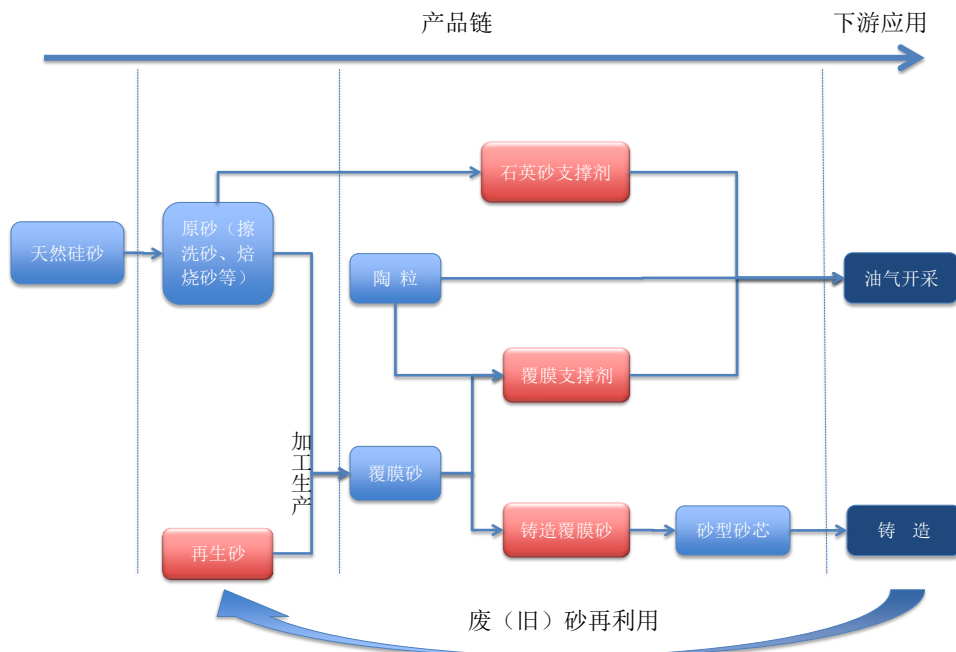 产品链
下游应用
石英砂支撑剂
天然硅砂
原砂（擦
洗砂、焙
烧砂等）
陶 粒
油气开采
覆膜支撑剂
加工生产
覆膜砂
再生砂
铸造覆膜砂
砂型砂芯
铸 造
废（旧）砂再利用